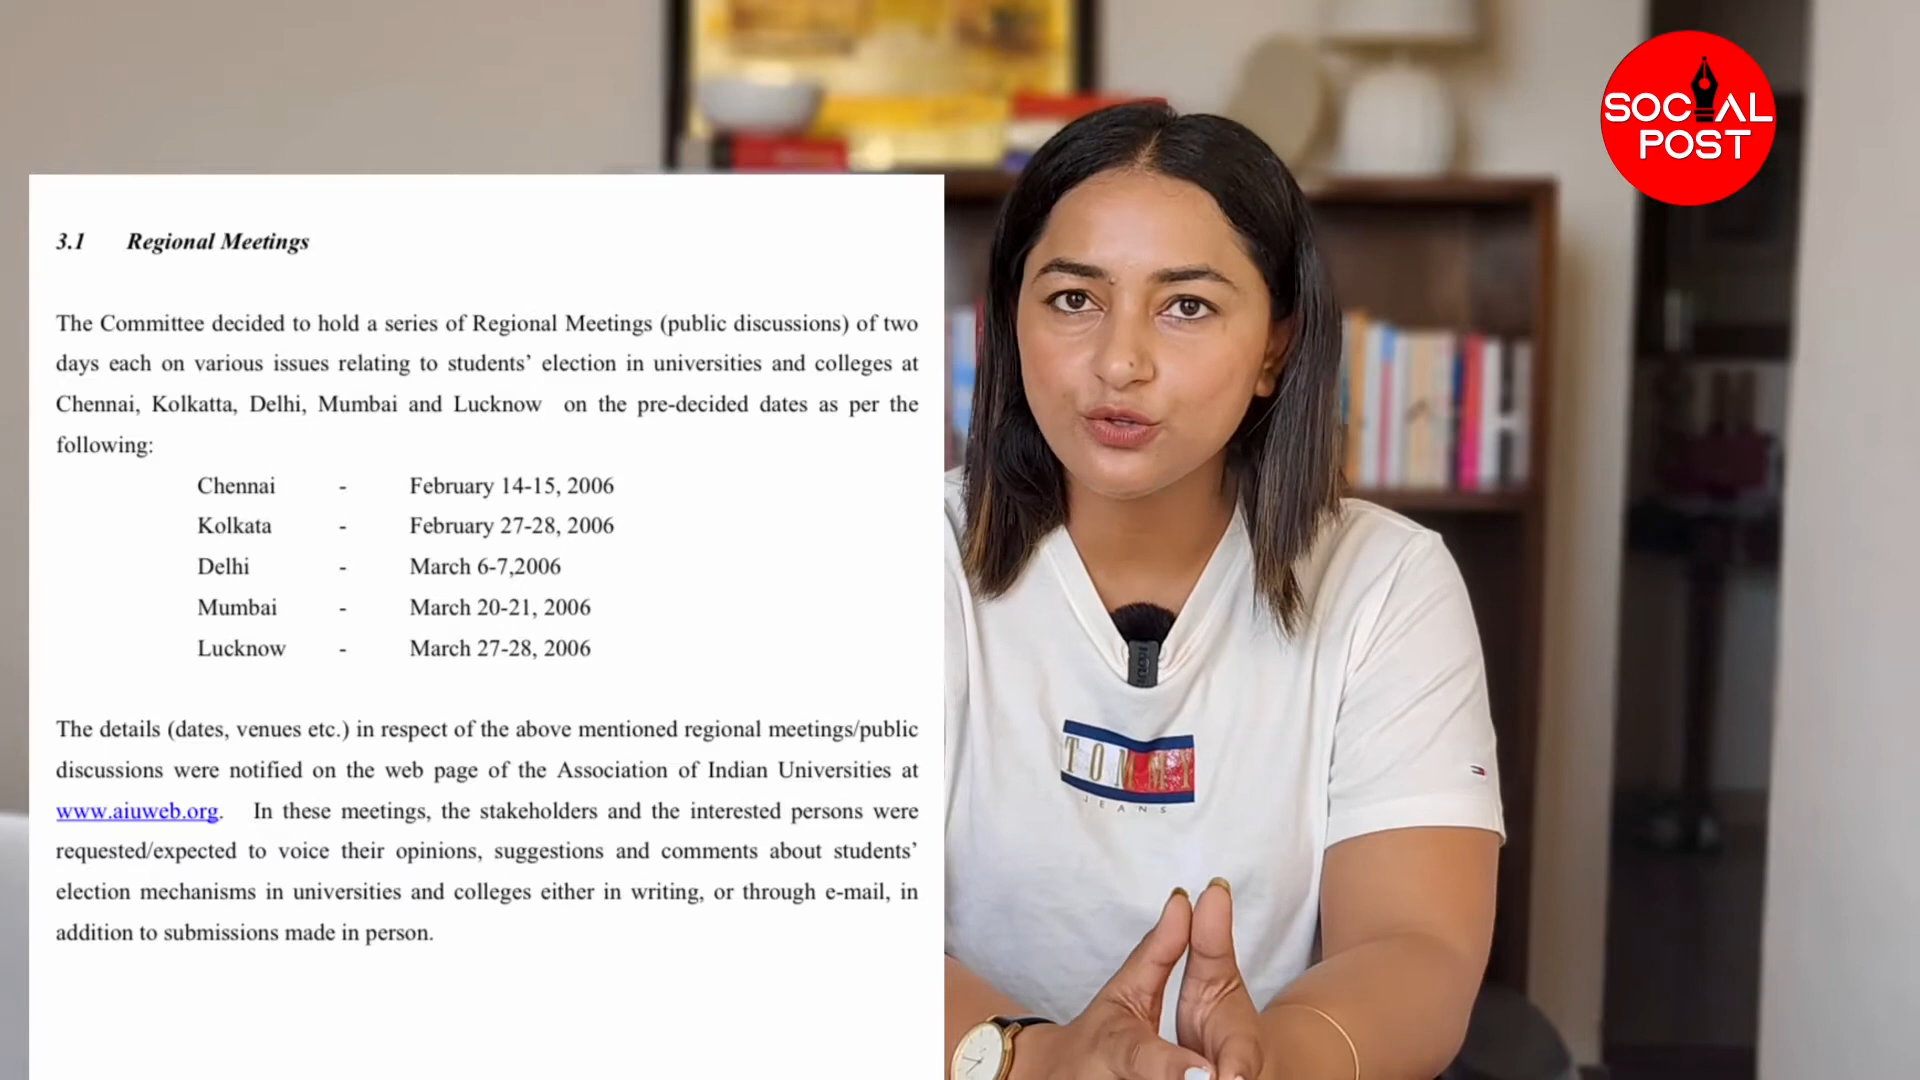 SOCIAL
POST
3.1 Regional Meetings
The Committee decided to hold a series of Regional Meetings (public discussions) of two
days each on various issues relating to students’ election in universities and colleges at
Chennai, Kolkatta, Delhi, Mumbai and Lucknow on the pre-decided dates as per the
following:
Chennai - February 14-15, 2006
Kolkata - February 27-28, 2006
Delhi - March 6-7,2006
Mumbai - March 20-21, 2006
Lucknow - March 27-28, 2006
The details (dates, venues etc.) in respect of the above mentioned regional meetings/public
discussions were notified on the web page of the Association of Indian Universities at
www.aiuweb.org. In these meetings, the stakeholders and the interested persons were
requested/expected to voice their opinions, suggestions and comments about students’
election mechanisms in universities and colleges either in writing, or through e-mail, in
addition to submissions made in person.
TOMMY
JEANS